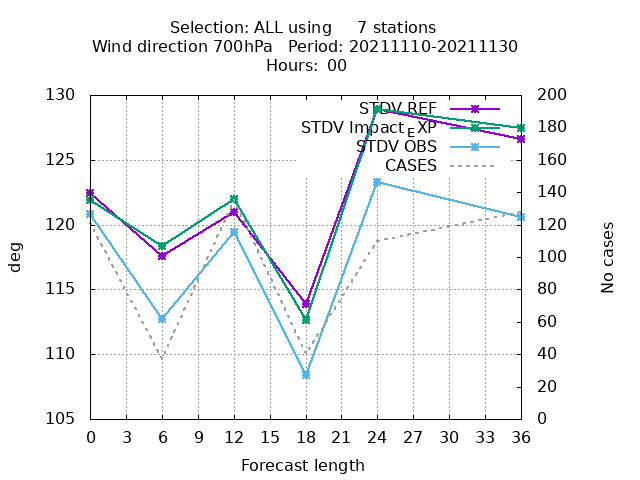 Selection: ALL using 7 stations
Wind direction 700hPa Period: 20211110-20211130
Hours: 00
130
125
120
115
110
105
deg
200
180
160
140
120
100
80
60
40
20
0
No cases
STDV REF
STDV Impact_EXP
STDV OBS
CASES
0 3 6 9 12 15 18 21 24 27 30 33 36
Forecast length